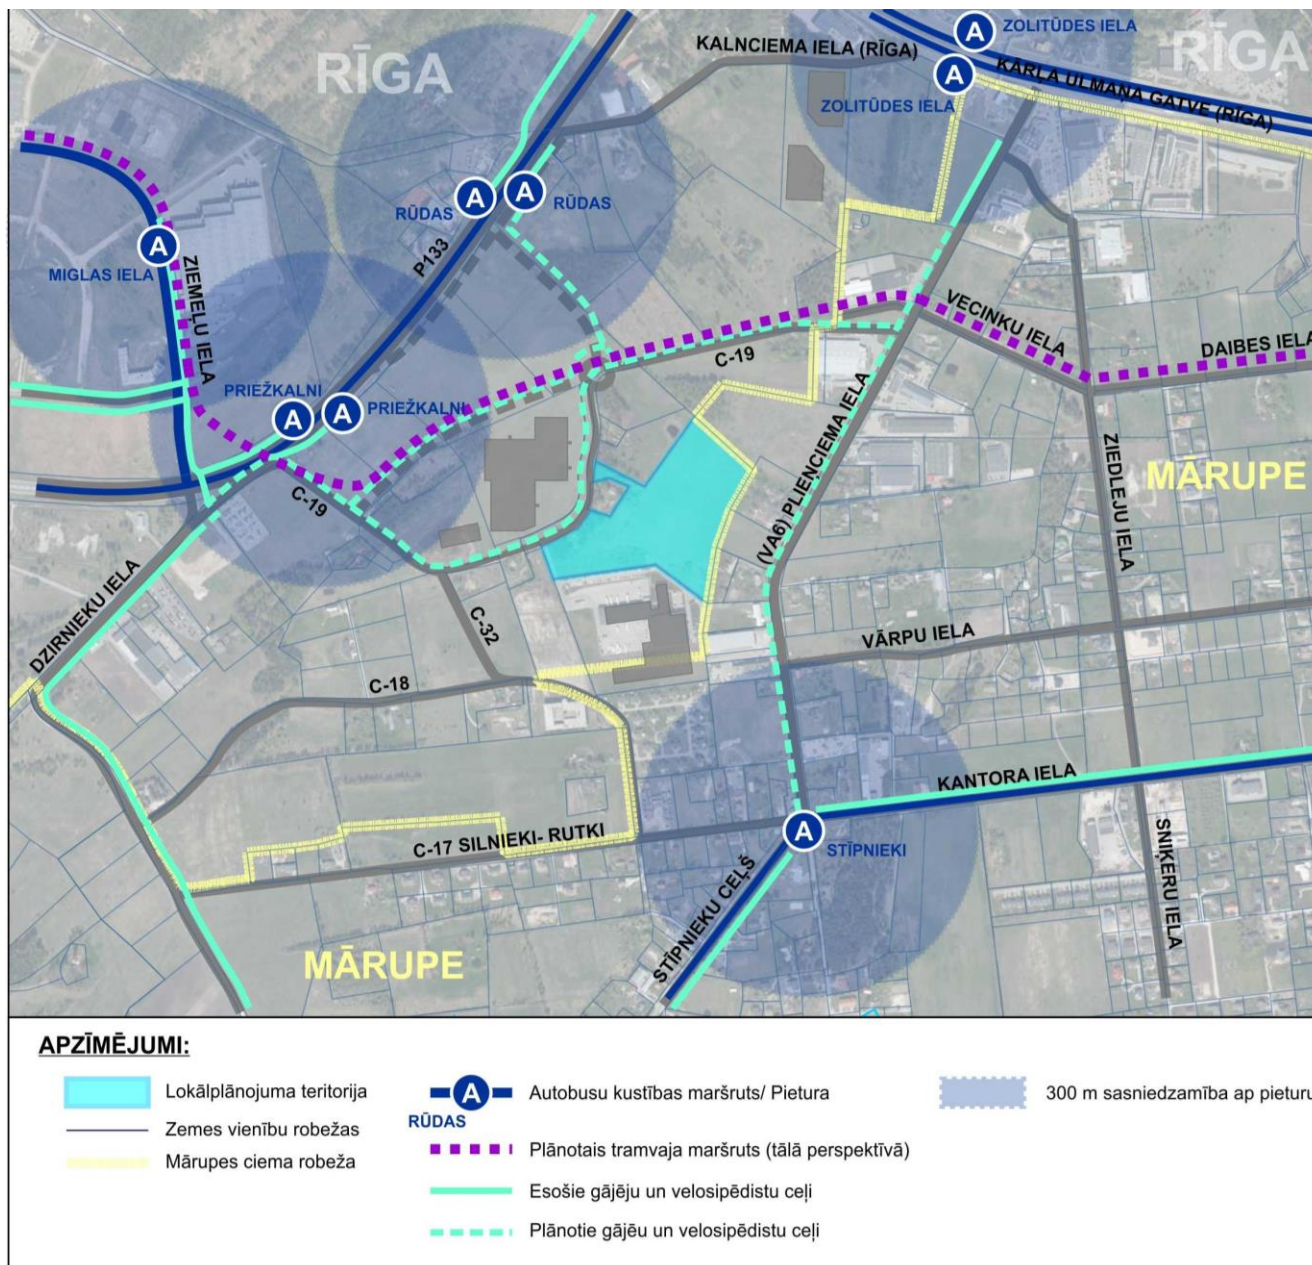 RĪGA
RĪGA
ZOLITŪDES IELA
KALNCIEMA IELA (RĪGA)
KĀRĻA ULMAŅA GATVE (RĪGA)
ZOLITŪDES IELA
RŪDAS
RŪDAS
P133
MIGLAS IELA
ZIEMEĻU IELA
VECINKU IELA
DAIBES IELA
C-19
PRIEŽKALNI
PRIEŽKALNI
C-19
ZIEDLEJU IELA
MĀRUPE
(VA6) PLIEŅCIEMA IELA
DZIRNIEKU IELA
C-32
VĀRPU IELA
C-18
KANTORA IELA
C-17 SILNIEKI- RUTKI
STĪPNIEKI
SNIĶERU IELA
STĪPNIEKU CEĻŠ
MĀRUPE
APZĪMĒJUMI:
Lokālplānojuma teritorija
Zemes vienību robežas
Mārupes ciema robeža
A Autobusu kustības maršruts/ Pietura
RŪDAS
Plānotais tramvaja maršruts (tālā perspektīvā)
Esošie gājēju un velosipēdistu ceļi
Plānotie gājēu un velosipēdistu ceļi
300 m sasniedzamība ap pieturu
A
A
A
A
A
A
A
A